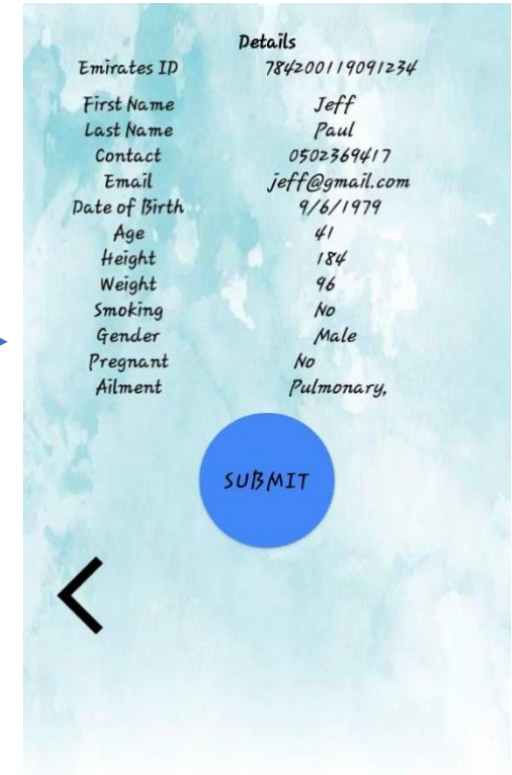 Details
Emirates ID 784200119091234
First Name Jeff
Last Name Paul
Contact 0502369417
Email jeff@gmail.com
Date of Birth 9/6/1979
Age 41
Height 184
Weight 96
Smoking No
Gender Male
Pregnant No
Ailment Pulmonary,
SUBMIT